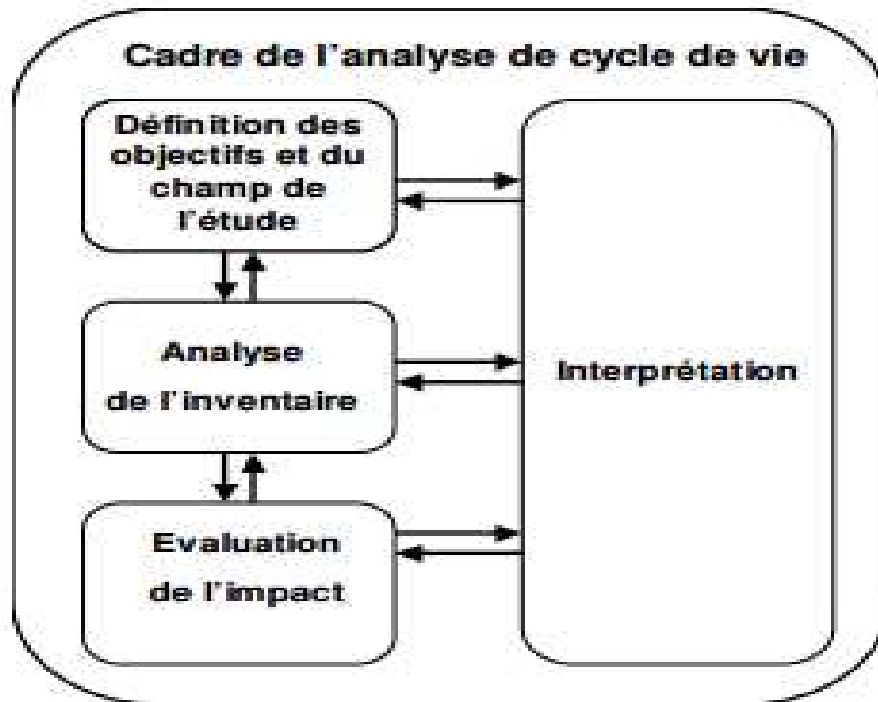 Cadre de l'analyse de cycle de vie
Définition des
objectifs et du
champ de
l'étude
Analyse
de l'inventaire
Interprétation
Evaluation
de l'impact